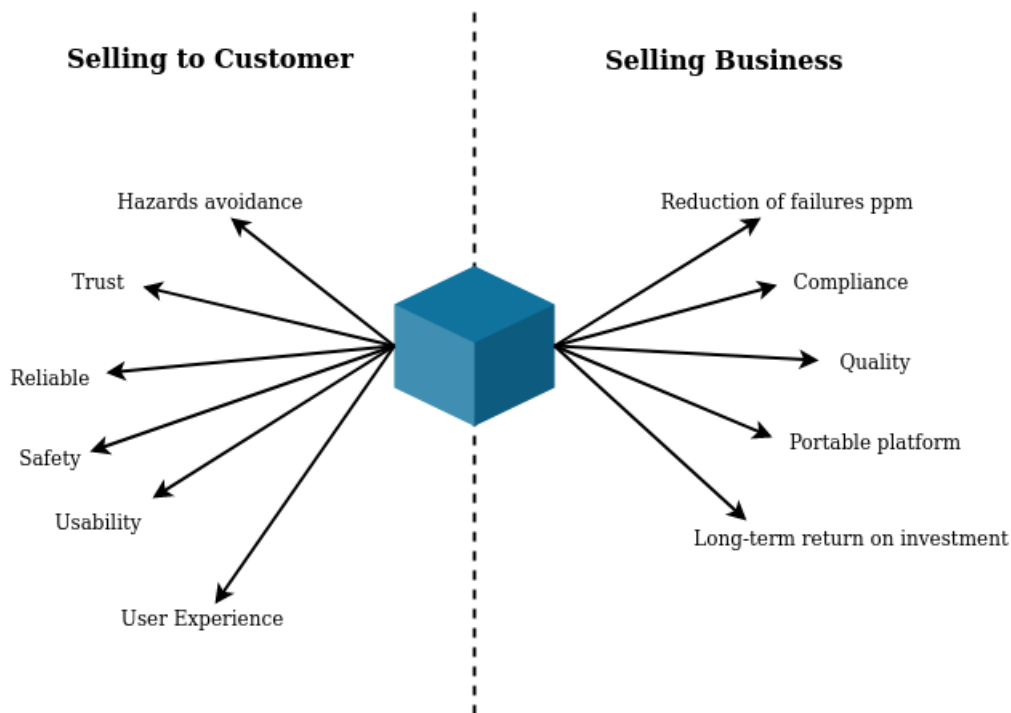 Selling to Customer
Selling Business
Hazards avoidance
Trust
Reliable
Safety
Usability
User Experience
Reduction of failures ppm
Compliance
Quality
Portable platform
Long-term return on investment